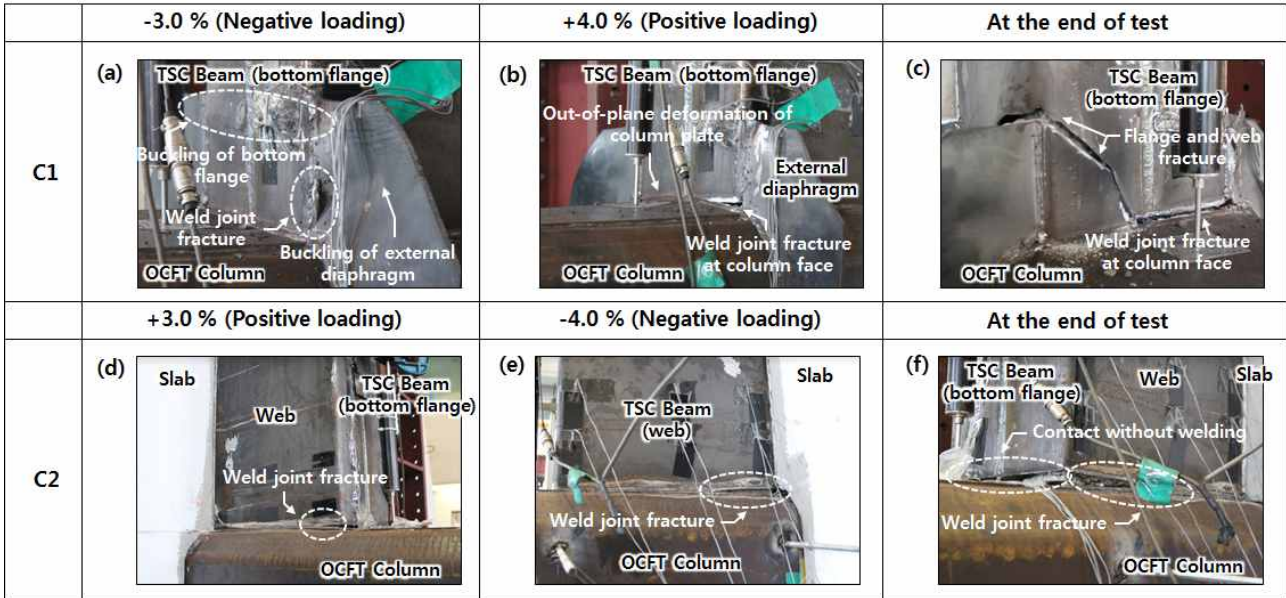 -3.0 % (Negative loading)
+4.0 % (Positive loading)
At the end of test
C1
(a)
TSC Beam (bottom flange)
Buckling of bottom
flange
Weld joint
fracture
Buckling of external
diaphragm
OCFT Column
(b)
TSC Beam (bottom flange)
Out-of-plane deformation of
column plate
External
diaphragm
Weld joint fracture
at column face
OCFT Column
(c)
TSC Beam
(bottom flange)
Flange and web
fracture
Weld joint fracture
at column face
OCFT Column
+3.0 % (Positive loading)
-4.0 % (Negative loading)
At the end of test
C2
(d)
Slab
TSC Beam
(bottom flange)
Web
Weld joint fracture
OCFT Column
(e)
Slab
TSC Beam
(web)
Weld joint fracture
OCFT Column
(f)
TSC Beam
(bottom flange)
Web
Slab
Contact without welding
Weld joint fracture
OCFT Column